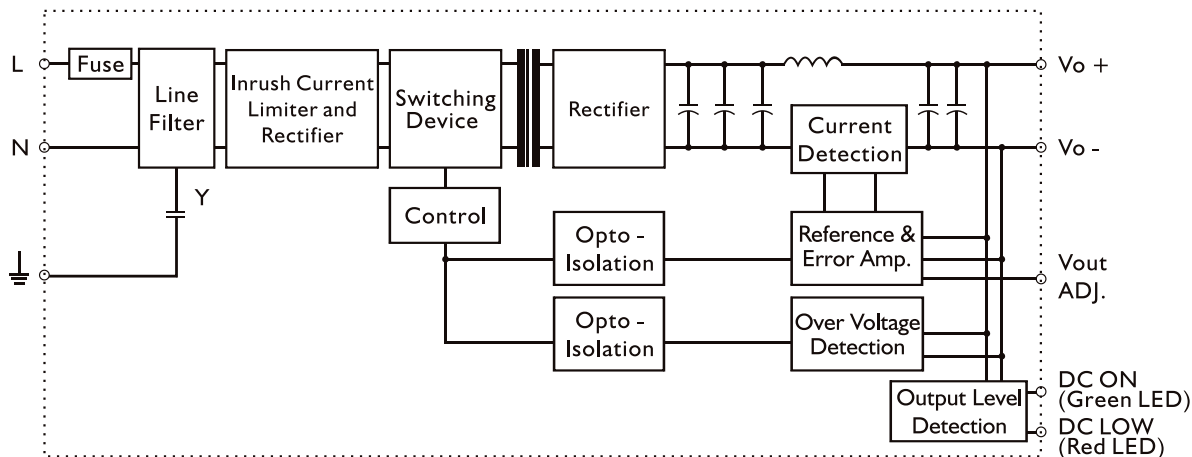 L
Fuse
N
Line
Filter
Inrush Current
Limiter and
Rectifier
Switching
Device
Rectifier
Current
Detection
Vo +
Vo -
Y
Control
Opto -
Isolation
Reference &
Error Amp.
Vout
ADJ.
Opto -
Isolation
Over Voltage
Detection
Output Level
Detection
DC ON
(Green LED)
DC LOW
(Red LED)